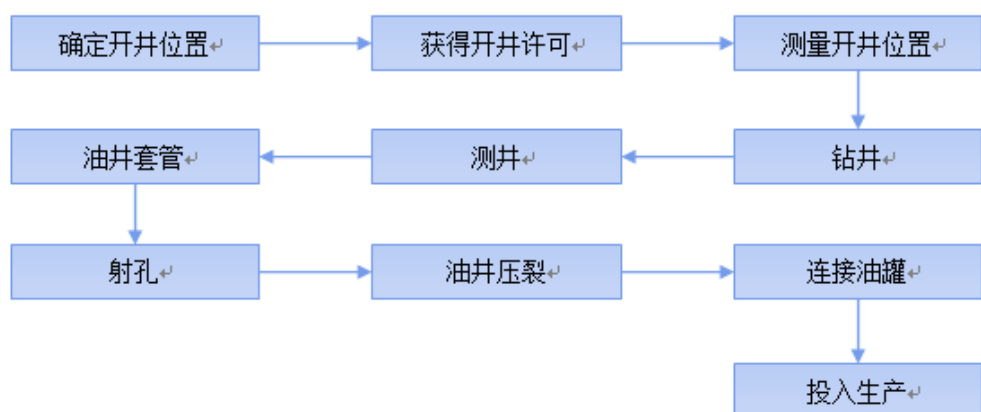 确定开井位置
获得开井许可
测量开井位置
钻井
测井
油井套管
射孔
油井压裂
连接油罐
投入生产